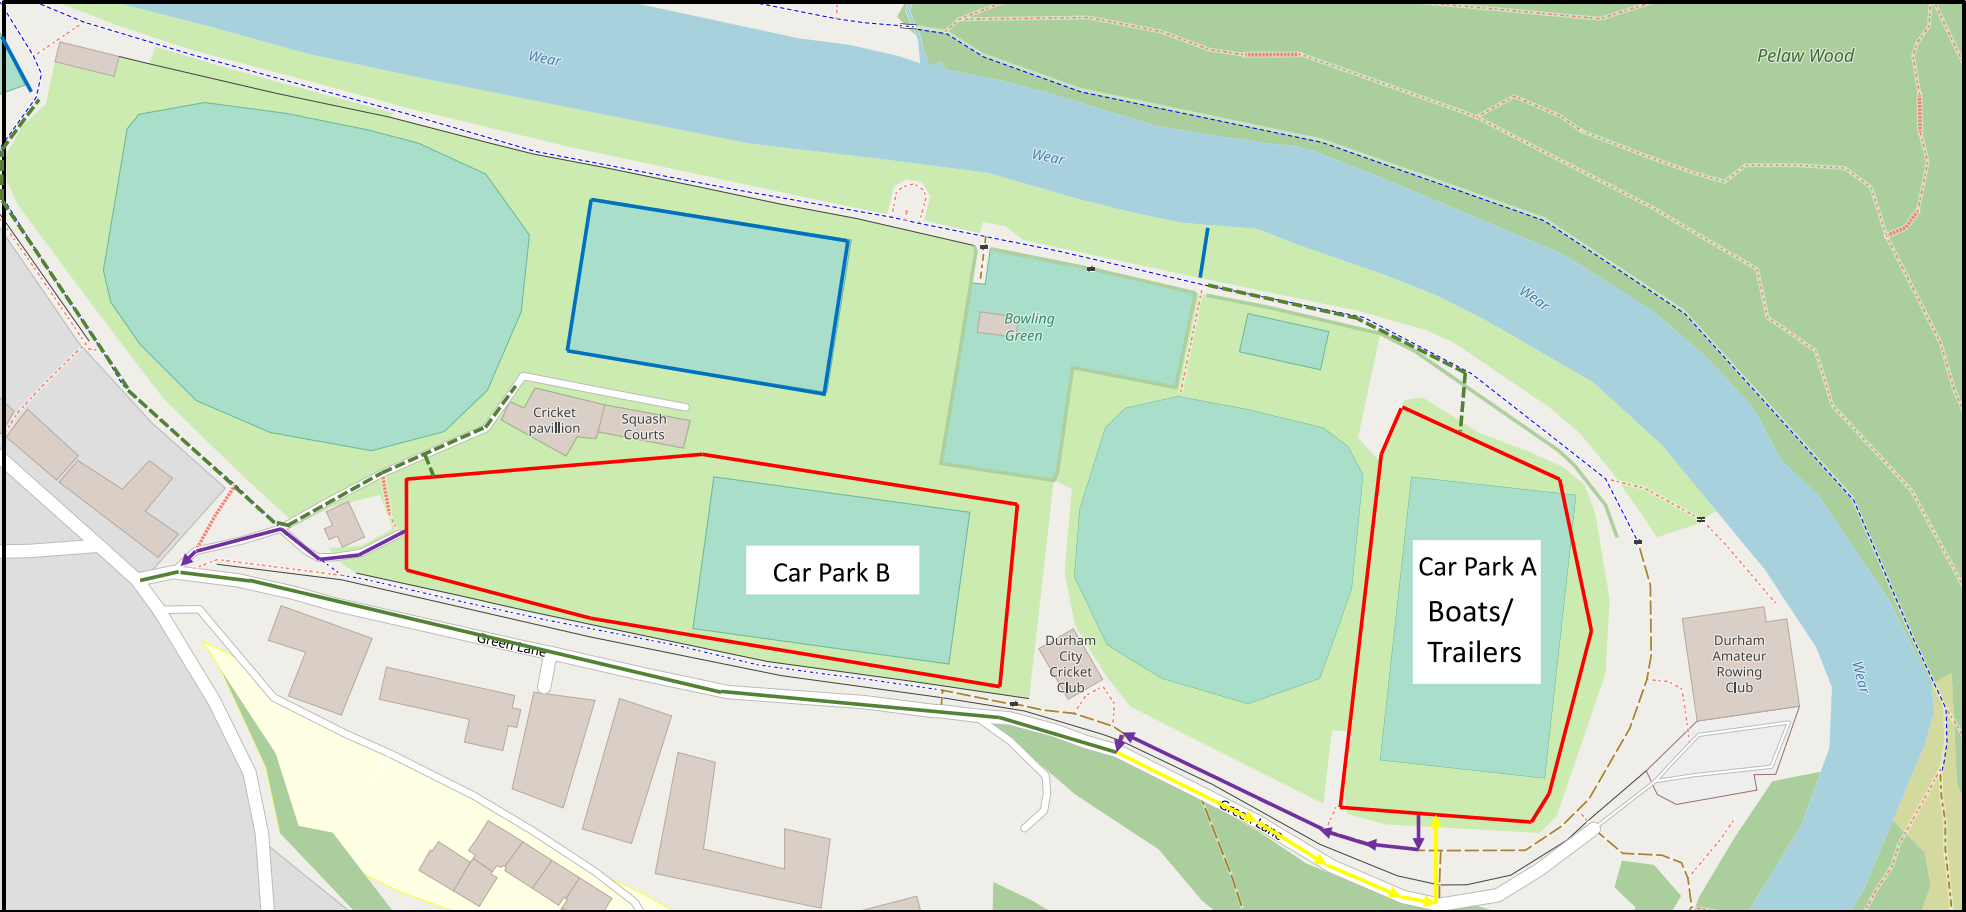 Wear
Pelaw Wood
Wear
Wear
Bowling
Green
Cricket
pavilion
Squash
Courts
Car Park B
Car Park A
Boats/
Trailers
Green Lane
Durham
City
Cricket
Club
Durham
Amateur
Rowing
Club
Wear
Green Lane